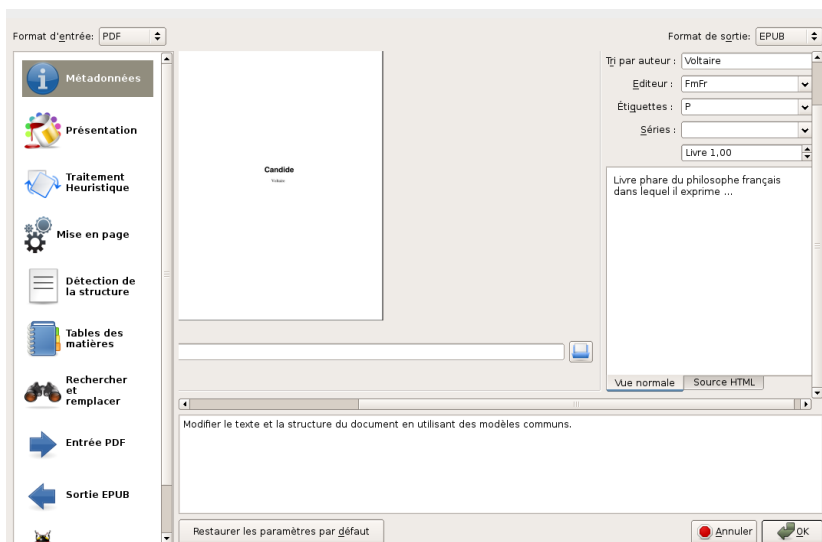 Format d'entrée: PDF
Format de sortie: EPUB
Métadonnées
Présentation
Traitement
Heuristique
Mise en page
Détection de
la structure
Tables des
matières
Rechercher
et
remplacer
Entrée PDF
Sortie EPUB
Candide
Voltaire
Tri par auteur : Voltaire
Editeur : FmFr
Étiquettes : P
Séries :
Livre 1,00
Livre phare du philosophe français
dans lequel il exprime ...
Vue normale Source HTML
Modifier le texte et la structure du document en utilisant des modèles communs.
Restaurer les paramètres par défaut
Annuler
OK